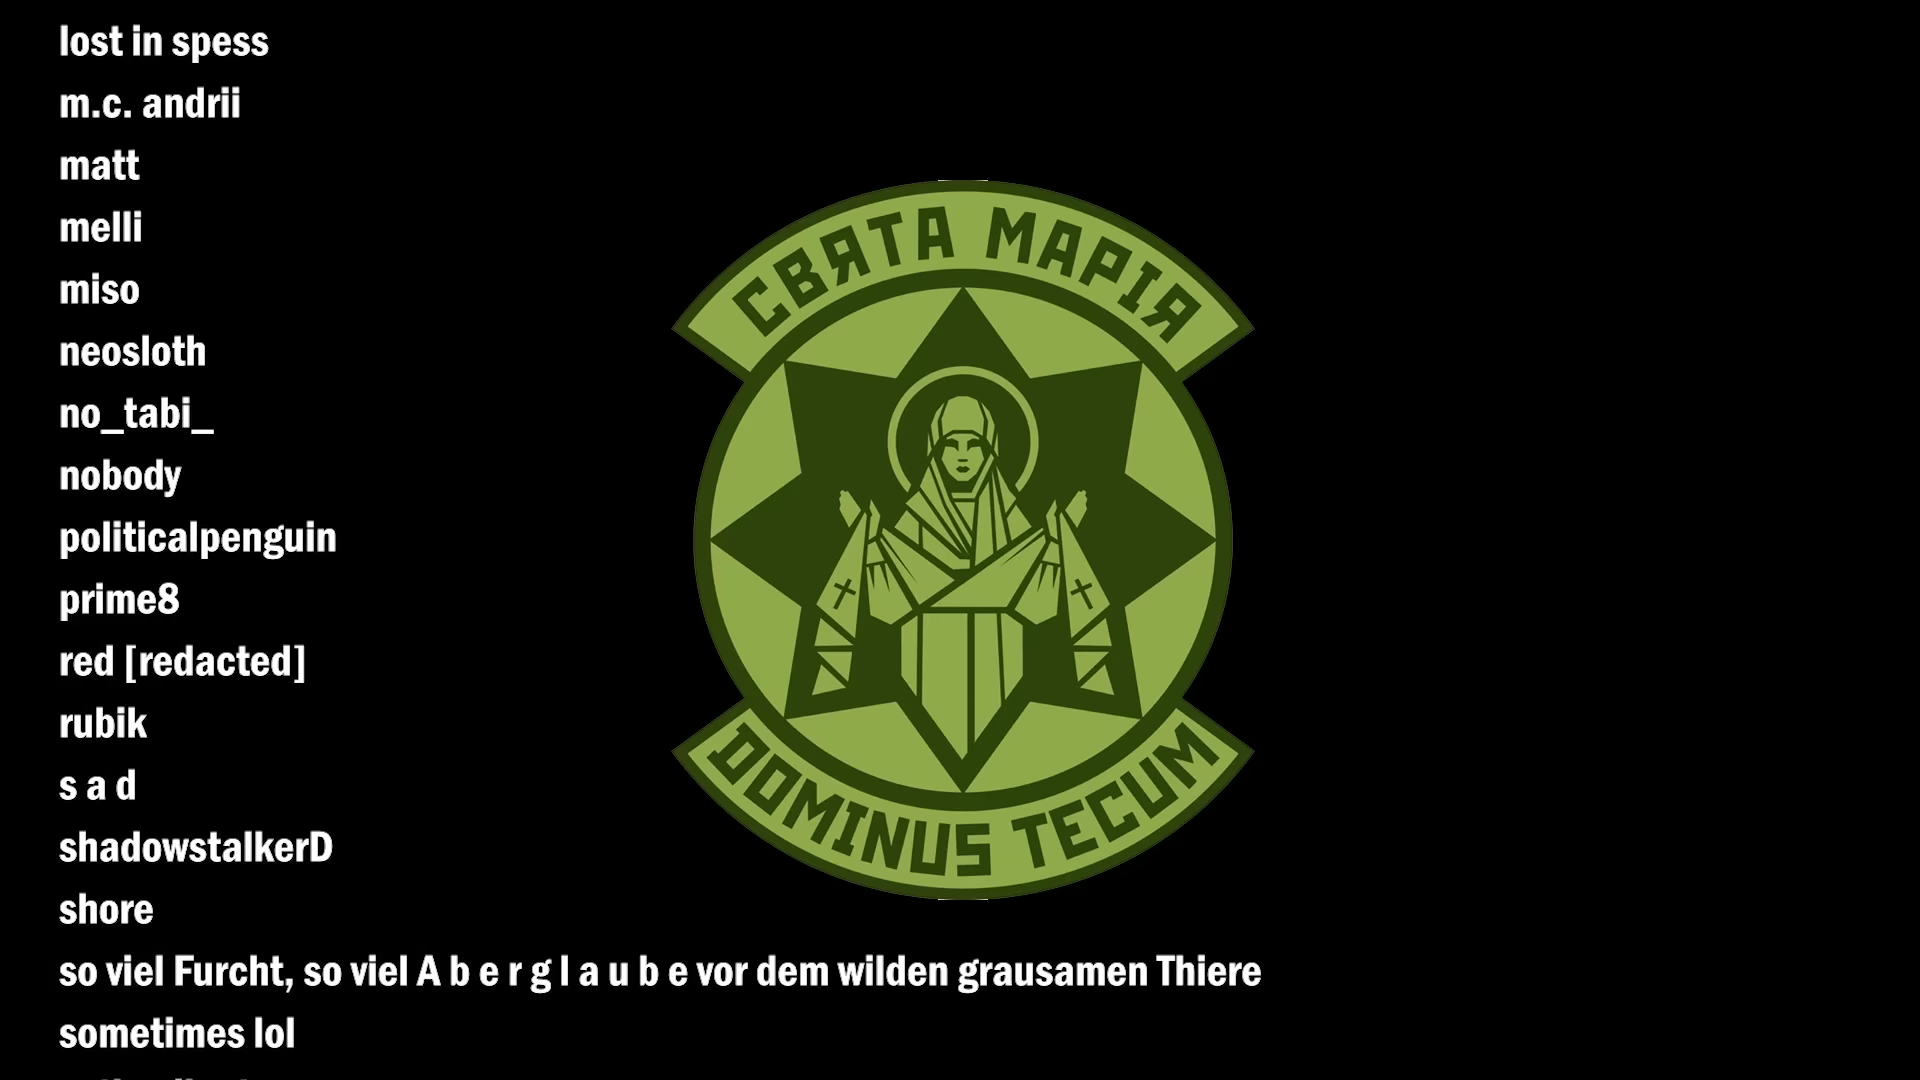 lost in spess
m.c. andrii
matt
melli
miso
neosloth
no_tabi_
nobody
politicalpenguin
prime8
red [redacted]
rubik
s a d
shadowstalkerD
shore
so viel Furcht, so viel A b e r g l a u b e vor dem wilden grausamen Thiere
sometimes lol
СВЯТА МАРІЯ
DOMINUS TECUM